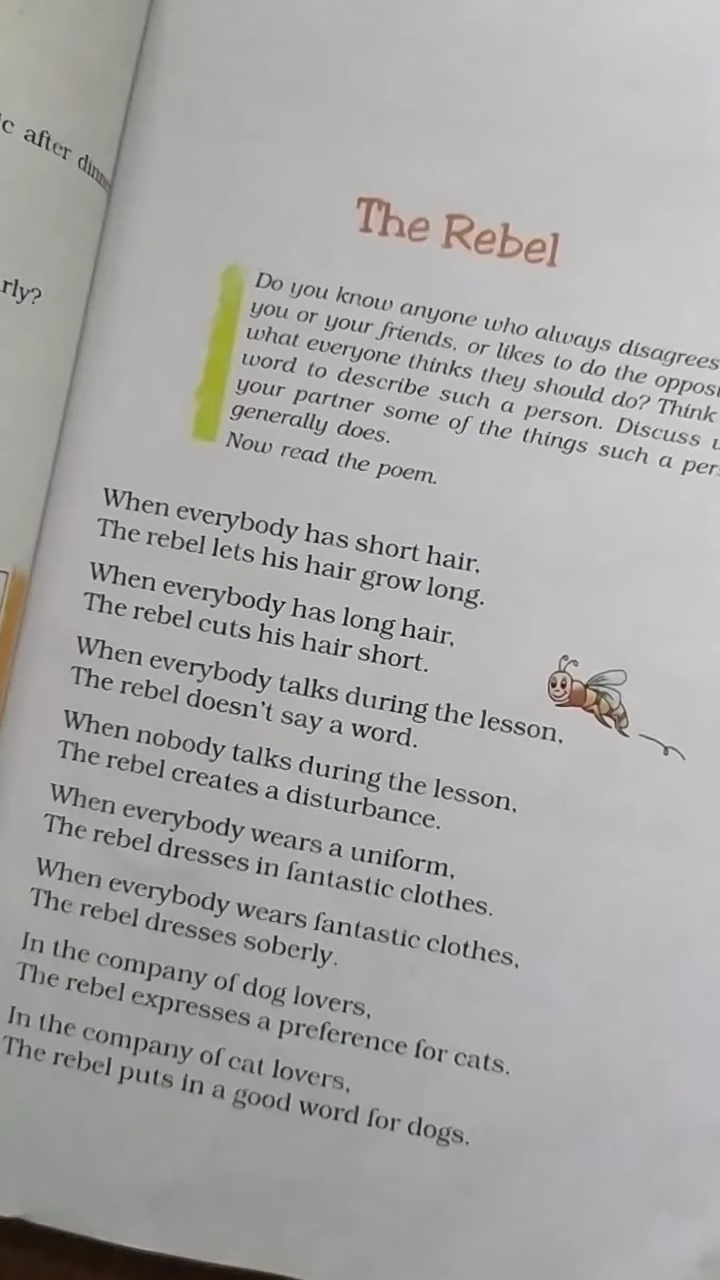 c after
rly?
The Rebel
Do you know anyone who always disagrees
you or your friends, or likes to do the
what everyone thinks they should do? Think
word to describe such a person. Discuss
your partner some of the things such a
generally does.
Now read the poem.
When everybody has short hair,
The rebel lets his hair grow long.
When everybody has long hair,
The rebel cuts his hair short.
When everybody talks during the lesson,
The rebel doesn't say a word.
When nobody talks during the lesson,
The rebel creates a disturbance.
When everybody wears a uniform,
The rebel dresses in fantastic clothes.
When everybody wears fantastic clothes,
The rebel dresses soberly.
In the company of dog lovers,
The rebel expresses a preference for cats.
In the company of cat lovers,
The rebel puts in a good word for dogs.